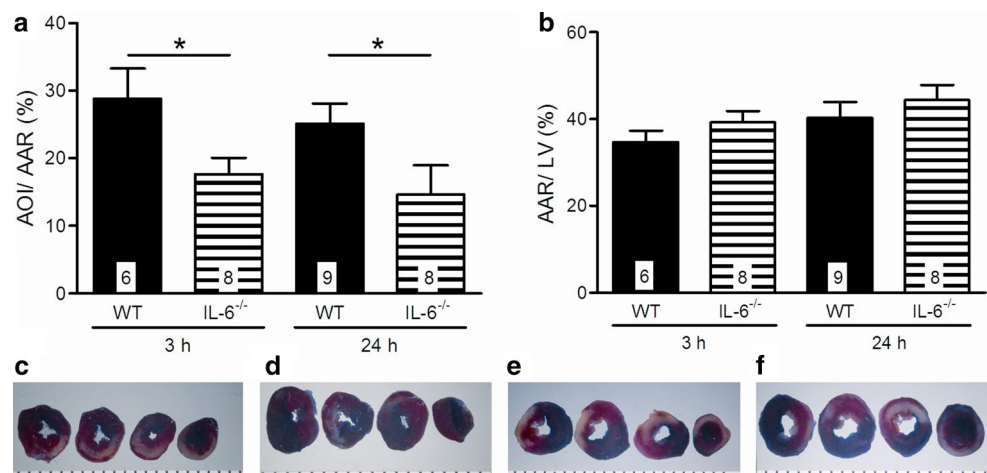 a
AOI/ AAR (%)
40
30
20
10
0
*
*
6
8
9
8
WT
IL-6-/-
WT
IL-6-/-
3 h
24 h
b
AAR/ LV (%)
60
40
20
0
6
8
9
8
WT
IL-6-/-
WT
IL-6-/-
3 h
24 h
c
d
e
f